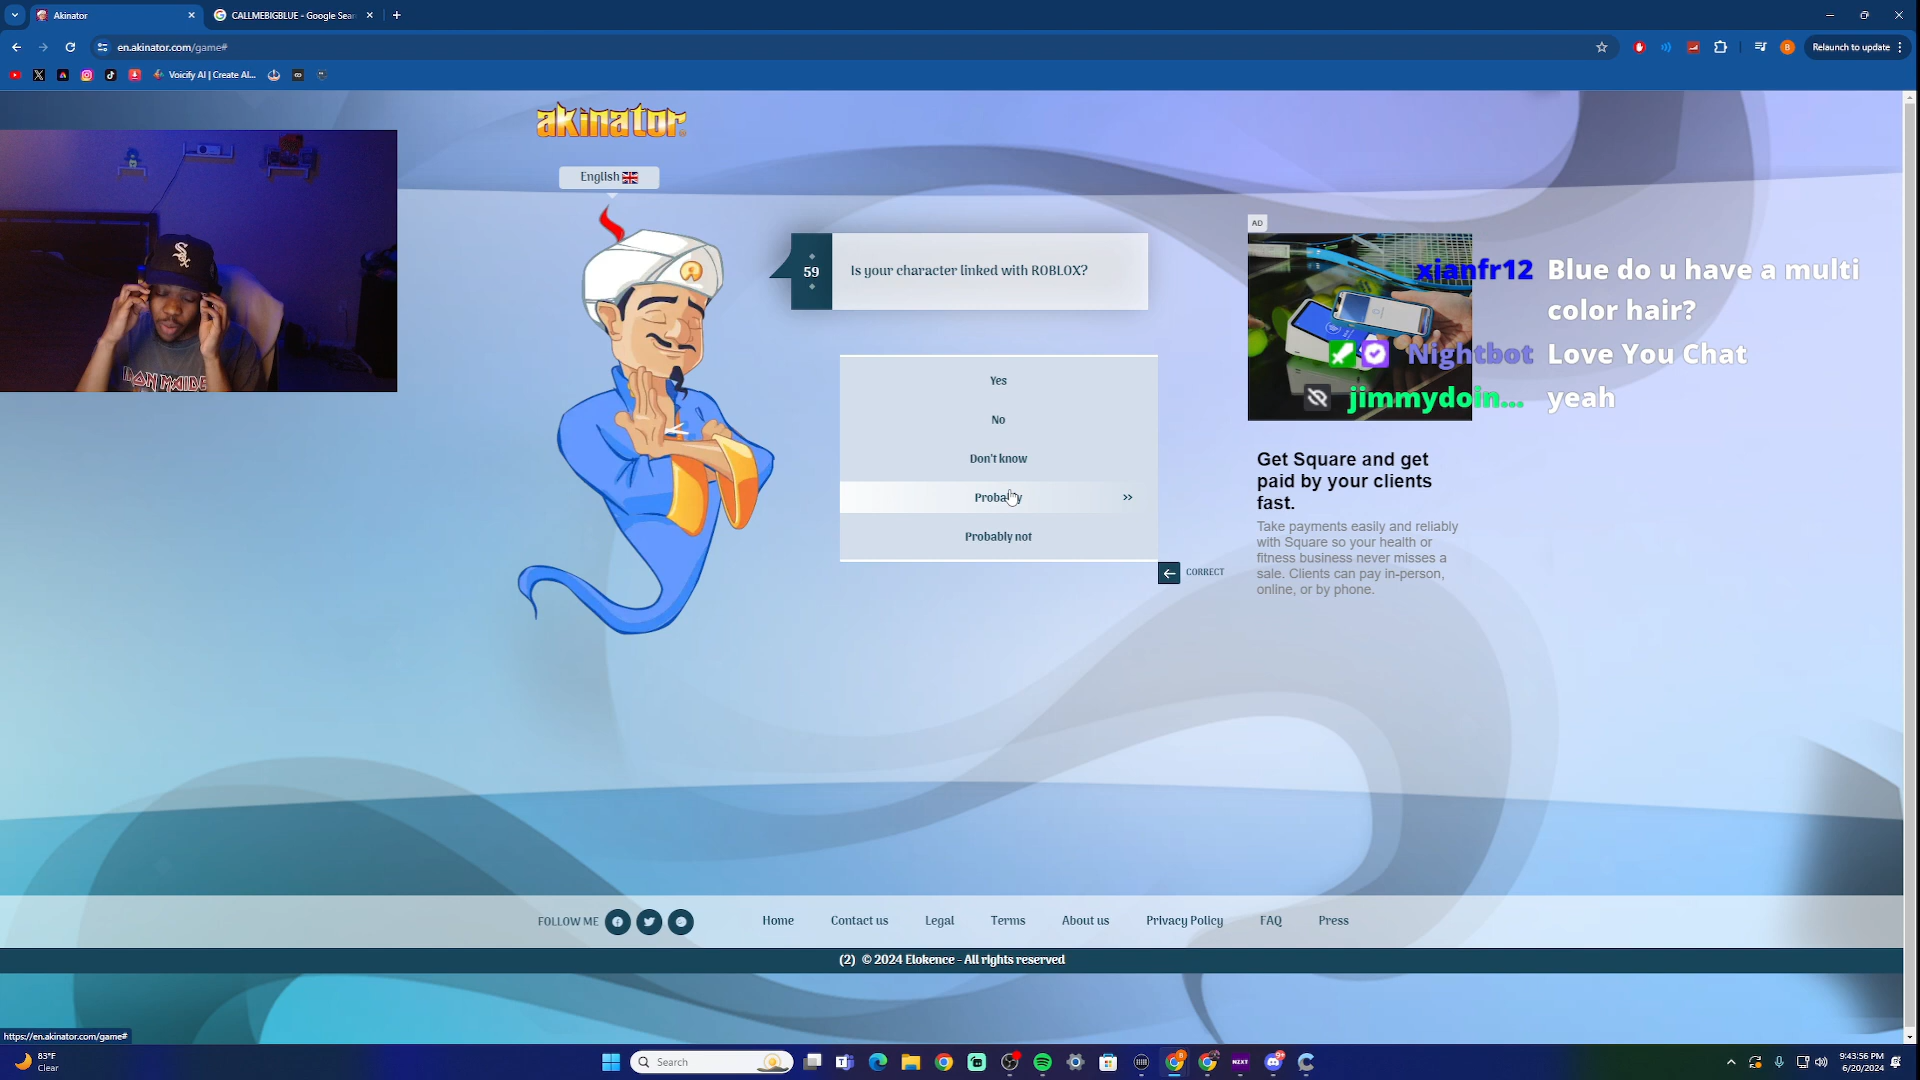 Akinator
CALLMEBIGBLUE - Google Sear
en.akinator.com/game#
Relaunch to update
Voicify AI | Create AI...
akinator
English
59
Is your character linked with ROBLOX?
Yes
No
Don't know
Probably
Probably not
CORRECT
AD
xianfr12 Blue do u have a multi
color hair?
Nightbot Love You Chat
jimmydoin... yeah
Get Square and get
paid by your clients
fast.
Take payments easily and reliably
with Square so your health or
fitness business never misses a
sale. Clients can pay in-person,
online, or by phone.
IRON MAIDE
FOLLOW ME
Home
Contact us
Legal
Terms
About us
Privacy Policy
FAQ
Press
(2) © 2024 Elokence - All rights reserved
https://en.akinator.com/game#
83°F
Clear
Search
NZXT
9:43:56 PM
6/20/2024